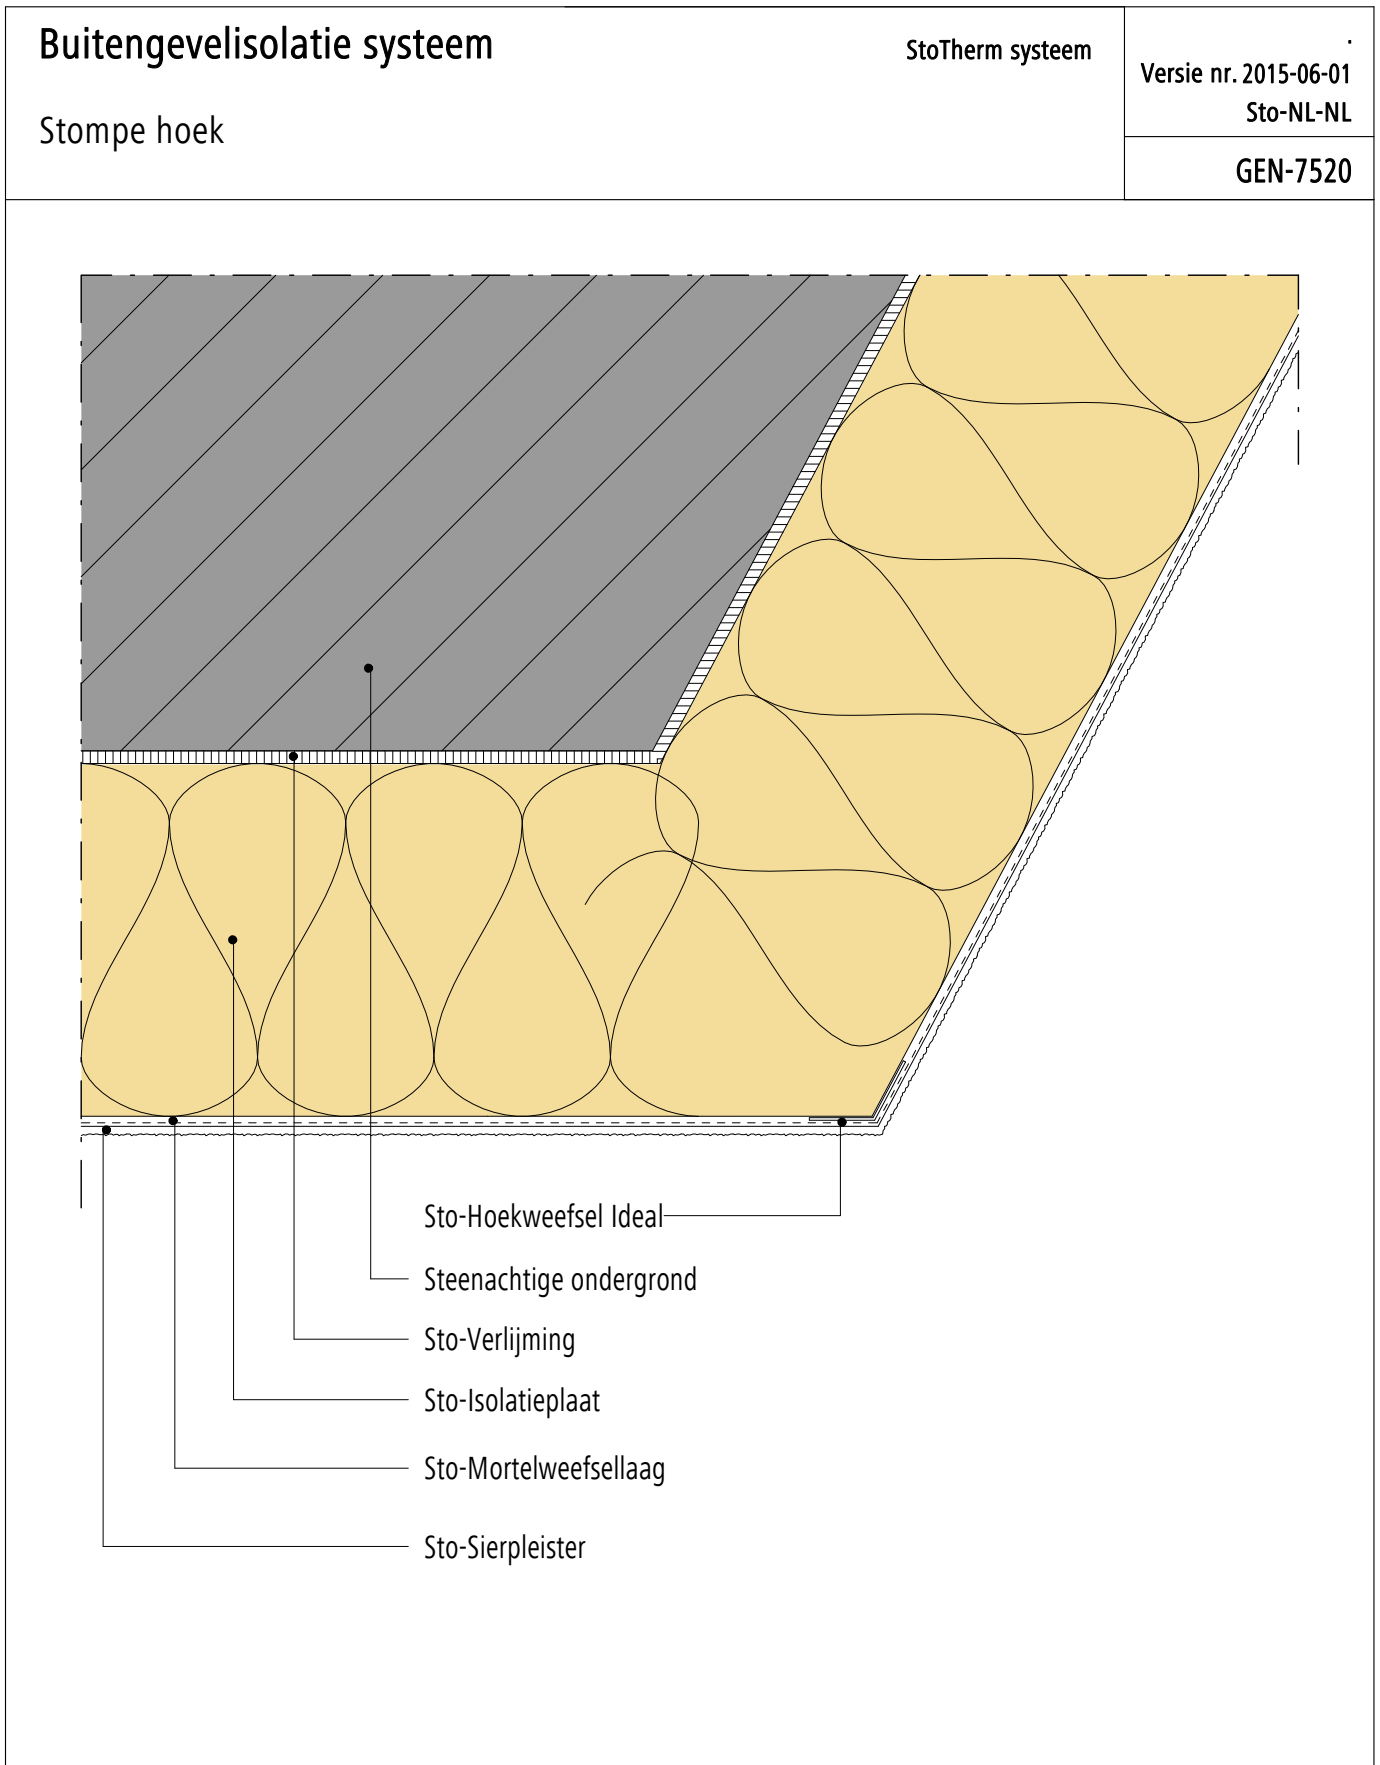 Buitengevelisolatie systeem
StoTherm systeem
.
Versie nr. 2015-06-01
Sto-NL-NL
Stompe hoek
GEN-7520
Sto-Hoekweefsel Ideal
Steenachtige ondergrond
Sto-Verlijming
Sto-Isolatieplaat
Sto-Mortelweefsellaag
Sto-Sierpleister